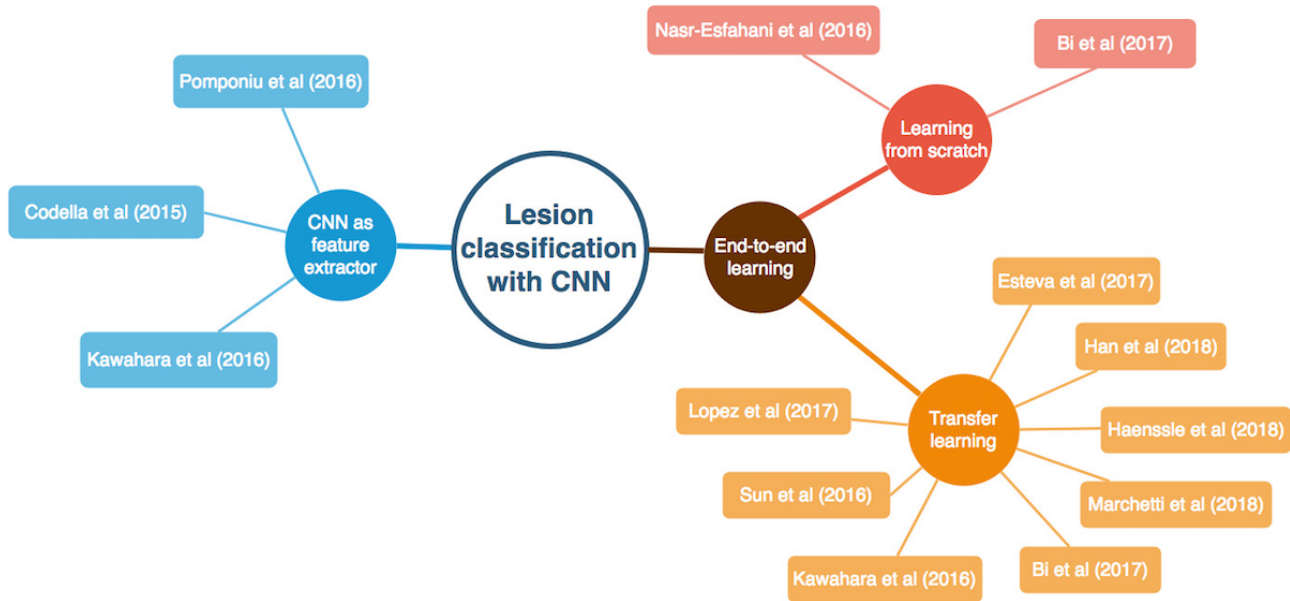 Nasr-Esfahani et al (2016)
Bi et al (2017)
Pomponiu et al (2016)
Learning
from scratch
Codella et al (2015)
CNN as
feature
extractor
Lesion
classification
with CNN
End-to-end
learning
Esteva et al (2017)
Kawahara et al (2016)
Han et al (2018)
Lopez et al (2017)
Transfer
learning
Haenssle et al (2018)
Sun et al (2016)
Marchetti et al (2018)
Kawahara et al (2016)
Bi et al (2017)